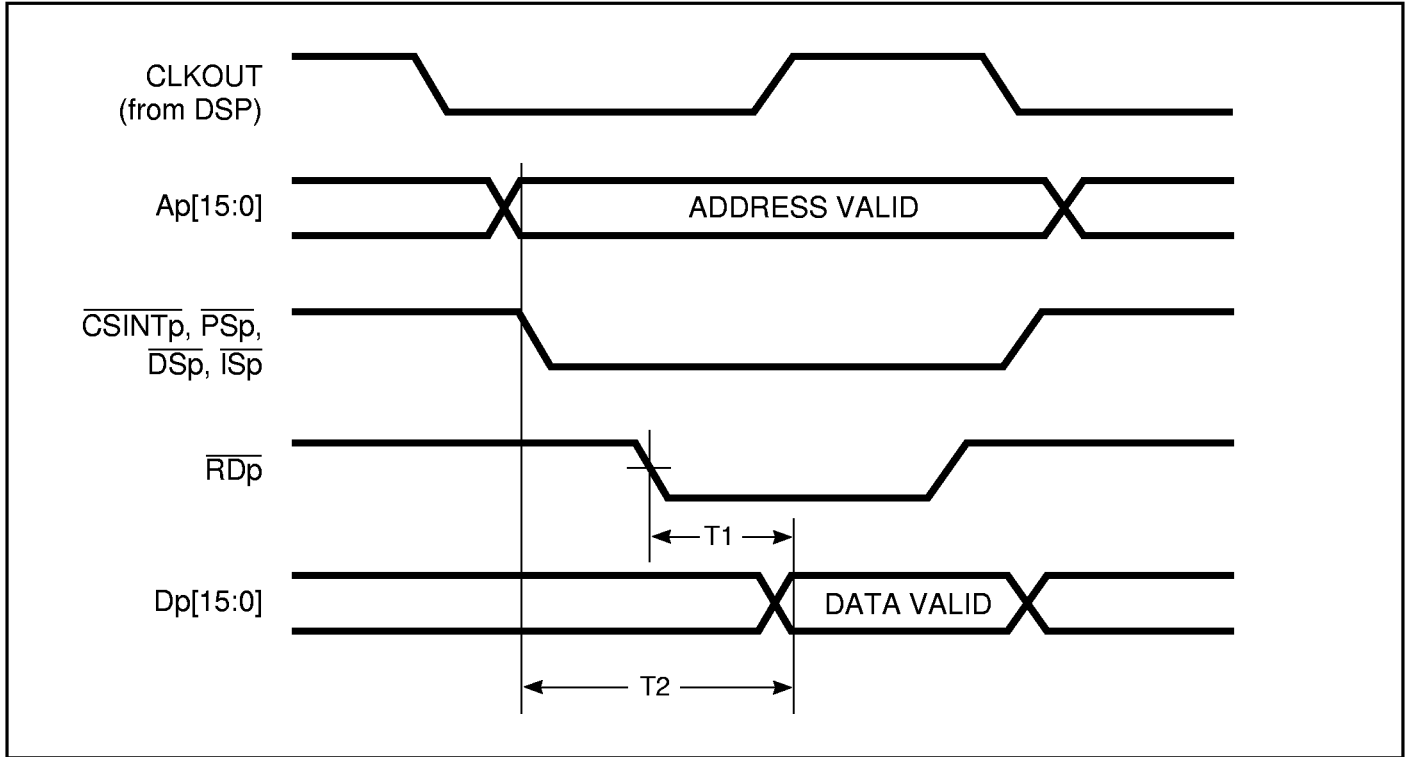 CLKOUT
(from DSP)
Ap[15:0]
ADDRESS VALID
CSINTp, PSp,
DSp, ISp
RDp
T1
Dp[15:0]
DATA VALID
T2